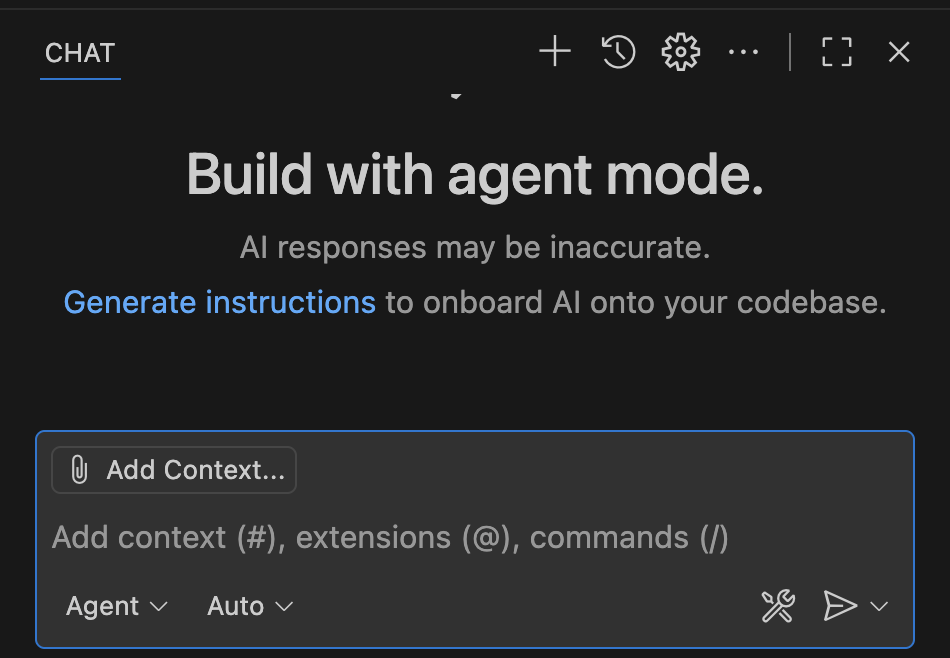 CHAT
Build with agent mode.
AI responses may be inaccurate.
Generate instructions to onboard AI onto your codebase.
Add Context...
Add context (#), extensions (@), commands (/)
Agent Auto